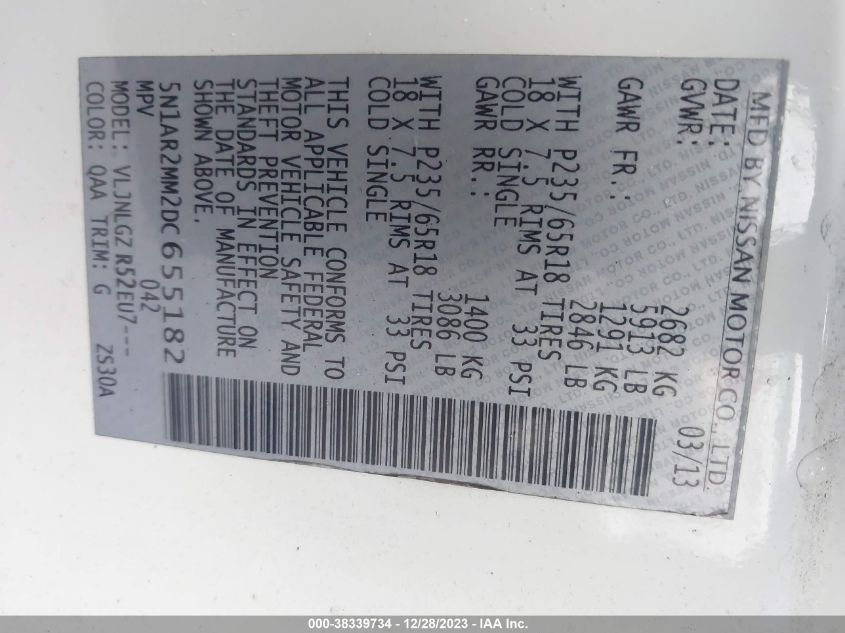 MFD BY NISSAN MOTOR CO., LTD.
DATE: 03/13
GVWR: 2682 KG
5913 LB
GAWR FR.: 1291 KG
2846 LB
WITH P235/65R18 TIRES
18 X 7.5 RIMS AT 33 PSI
COLD SINGLE
GAWR RR.: 1400 KG
3086 LB
WITH P235/65R18 TIRES
18 X 7.5 RIMS AT 33 PSI
COLD SINGLE
THIS VEHICLE CONFORMS TO
ALL APPLICABLE FEDERAL
MOTOR VEHICLE SAFETY AND
THEFT PREVENTION
STANDARDS IN EFFECT ON
THE DATE OF MANUFACTURE
SHOWN ABOVE.
5N1AR2MM2DC655182
MPV 042
MODEL: VLJNLGZ R52EU7---
COLOR: QAA TRIM: G ZS30A
000-38339734 - 12/28/2023 - IAA Inc.